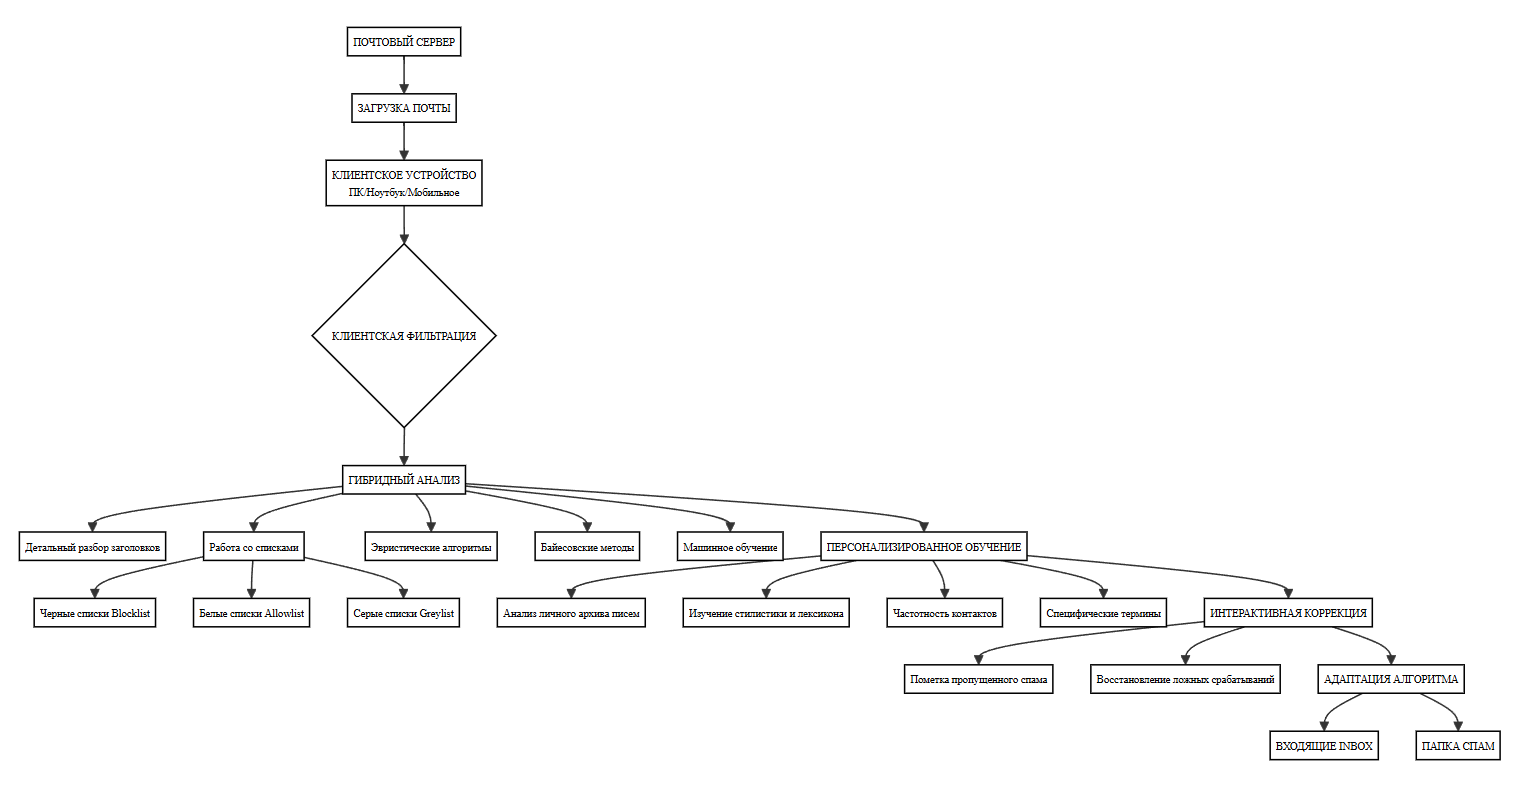 ПОЧТОВЫЙ СЕРВЕР
ЗАГРУЗКА ПОЧТЫ
КЛИЕНТСКОЕ УСТРОЙСТВО
ПК/Ноутбук/Мобильное
КЛИЕНТСКАЯ ФИЛЬТРАЦИЯ
ГИБРИДНЫЙ АНАЛИЗ
Детальный разбор заголовков
Работа со списками
Эвристические алгоритмы
Байесовские методы
Машинное обучение
ПЕРСОНАЛИЗИРОВАННОЕ ОБУЧЕНИЕ
Черные списки Blocklist
Белые списки Allowlist
Серые списки Greylist
Анализ личного архива писем
Изучение стилистики и лексикона
Частотность контактов
Специфические термины
ИНТЕРАКТИВНАЯ КОРРЕКЦИЯ
Пометка пропущенного спама
Восстановление ложных срабатываний
АДАПТАЦИЯ АЛГОРИТМА
ВХОДЯЩИЕ INBOX
ПАПКА СПАМ